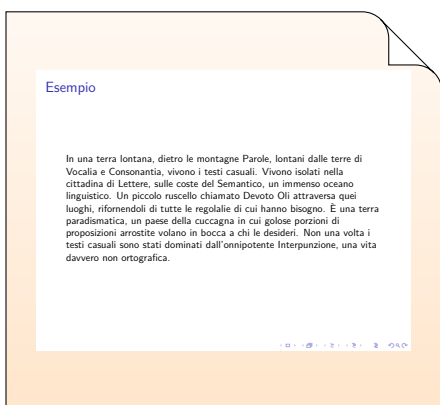 Esempio
In una terra lontana, dietro le montagne Parole, lontani dalle terre di
Vocalia e Consonantia, vivono i testi casuali. Vivono isolati nella
cittadina di Lettere, sulle coste del Semantico, un immenso oceano
linguistico. Un piccolo ruscello chiamato Devoto Oli attraversa quei
luoghi, rifornendoli di tutte le regolalie di cui hanno bisogno. È una terra
paradismatica, un paese della cuccagna in cui golose porzioni di
proposizioni arrostite volano in bocca a chi le desideri. Non una volta i
testi casuali sono stati dominati dall'onnipotente Interpunzione, una vita
davvero non ortografica.